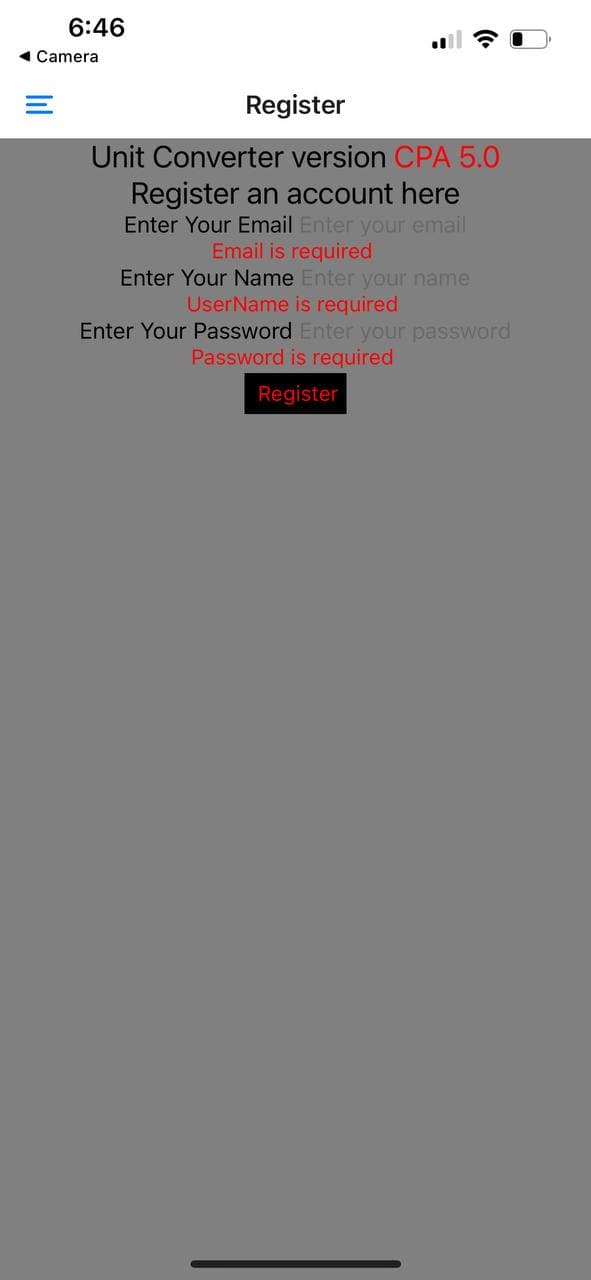 6:46
◀ Camera
Register
Unit Converter version CPA 5.0
Register an account here
Enter Your Email Enter your email
Email is required
Enter Your Name Enter your name
UserName is required
Enter Your Password Enter your password
Password is required
Register